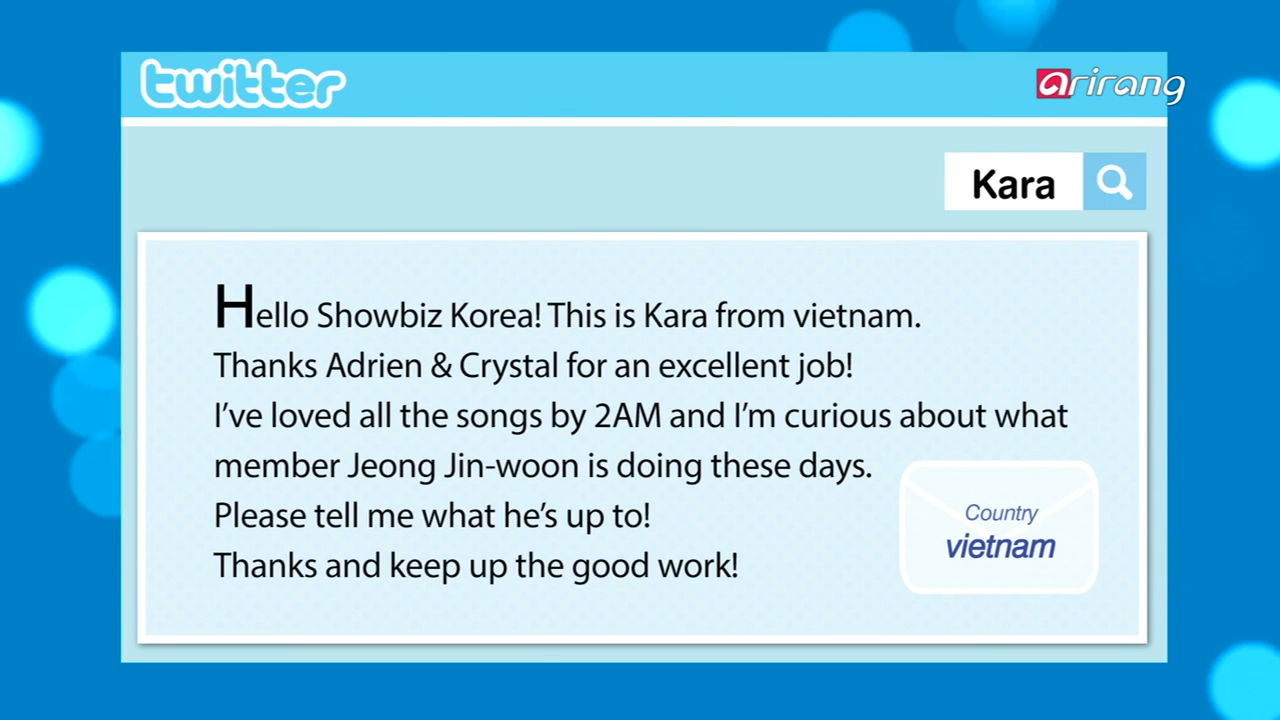 twitter
arirang
Kara
Hello Showbiz Korea! This is Kara from vietnam.
Thanks Adrien & Crystal for an excellent job!
I've loved all the songs by 2AM and I'm curious about what
member Jeong Jin-woon is doing these days.
Please tell me what he's up to!
Thanks and keep up the good work!
Country
vietnam